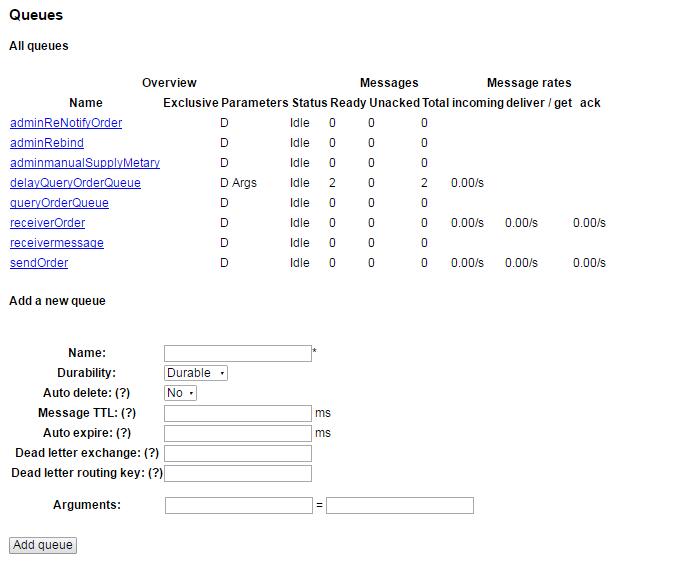 Queues
All queues
Overview Messages Message rates
Name Exclusive Parameters Status Ready Unacked Total incoming deliver / get ack
adminReNotifyOrder D Idle 0 0 0
adminRebind D Idle 0 0 0
adminmanualSupplyMetary D Idle 0 0 0
delayQueryOrderQueue D Args Idle 2 0 2 0.00/s
queryOrderQueue D Idle 0 0 0
receiverOrder D Idle 0 0 0 0.00/s 0.00/s 0.00/s
receivermessage D Idle 0 0 0
sendOrder D Idle 0 0 0 0.00/s 0.00/s 0.00/s
Add a new queue
Name: *
Durability: Durable
Auto delete: (?) No
Message TTL: (?) ms
Auto expire: (?) ms
Dead letter exchange: (?)
Dead letter routing key: (?)
Arguments: =
Add queue